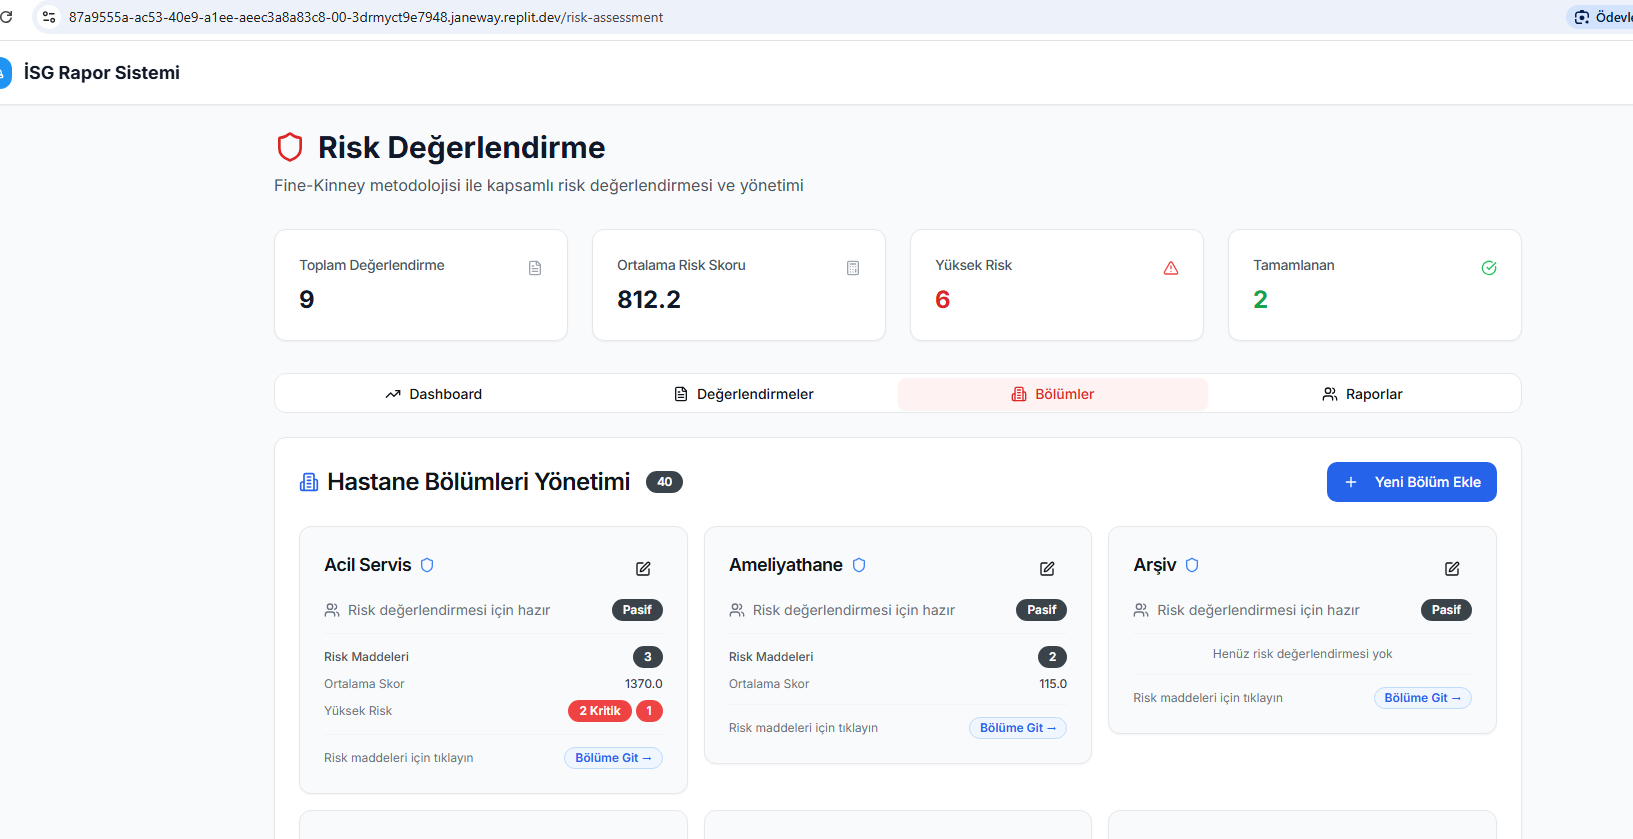 87a9555a-ac53-40e9-a1ee-aeec3a8a83c8-00-3drmyct9e7948.janeway.replit.dev/risk-assessment
İSG Rapor Sistemi
Risk Değerlendirme
Fine-Kinney metodolojisi ile kapsamlı risk değerlendirmesi ve yönetimi
Toplam Değerlendirme
9
Ortalama Risk Skoru
812.2
Yüksek Risk
6
Tamamlanan
2
Dashboard
Değerlendirmeler
Bölümler
Raporlar
Hastane Bölümleri Yönetimi 40
+ Yeni Bölüm Ekle
Acil Servis
Risk değerlendirmesi için hazır Pasif
Risk Maddeleri 3
Ortalama Skor 1370.0
Yüksek Risk 2 Kritik 1
Risk maddeleri için tıklayın Bölüme Git →
Ameliyathane
Risk değerlendirmesi için hazır Pasif
Risk Maddeleri 2
Ortalama Skor 115.0
Risk maddeleri için tıklayın Bölüme Git →
Arşiv
Risk değerlendirmesi için hazır Pasif
Henüz risk değerlendirmesi yok
Risk maddeleri için tıklayın Bölüme Git →